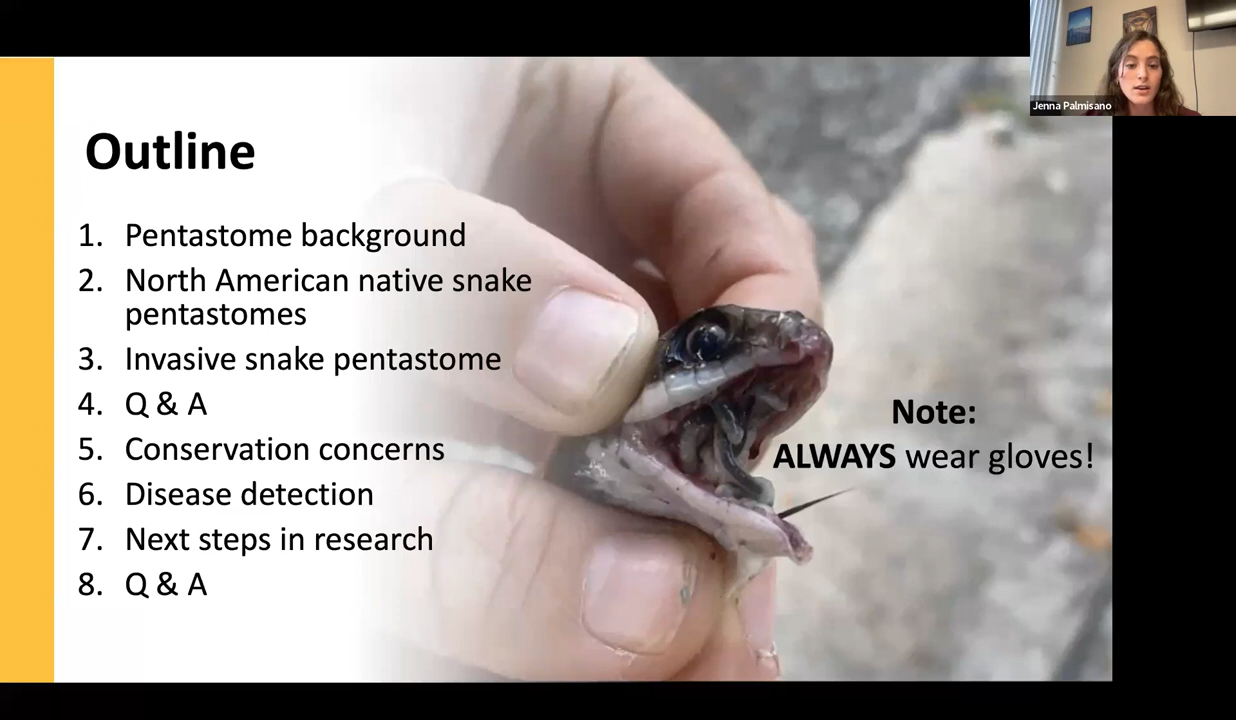 Jenna Palmisano
Outline
1. Pentastome background
2. North American native snake
pentastomes
3. Invasive snake pentastome
4. Q & A
5. Conservation concerns
6. Disease detection
7. Next steps in research
8. Q & A
Note:
ALWAYS wear gloves!